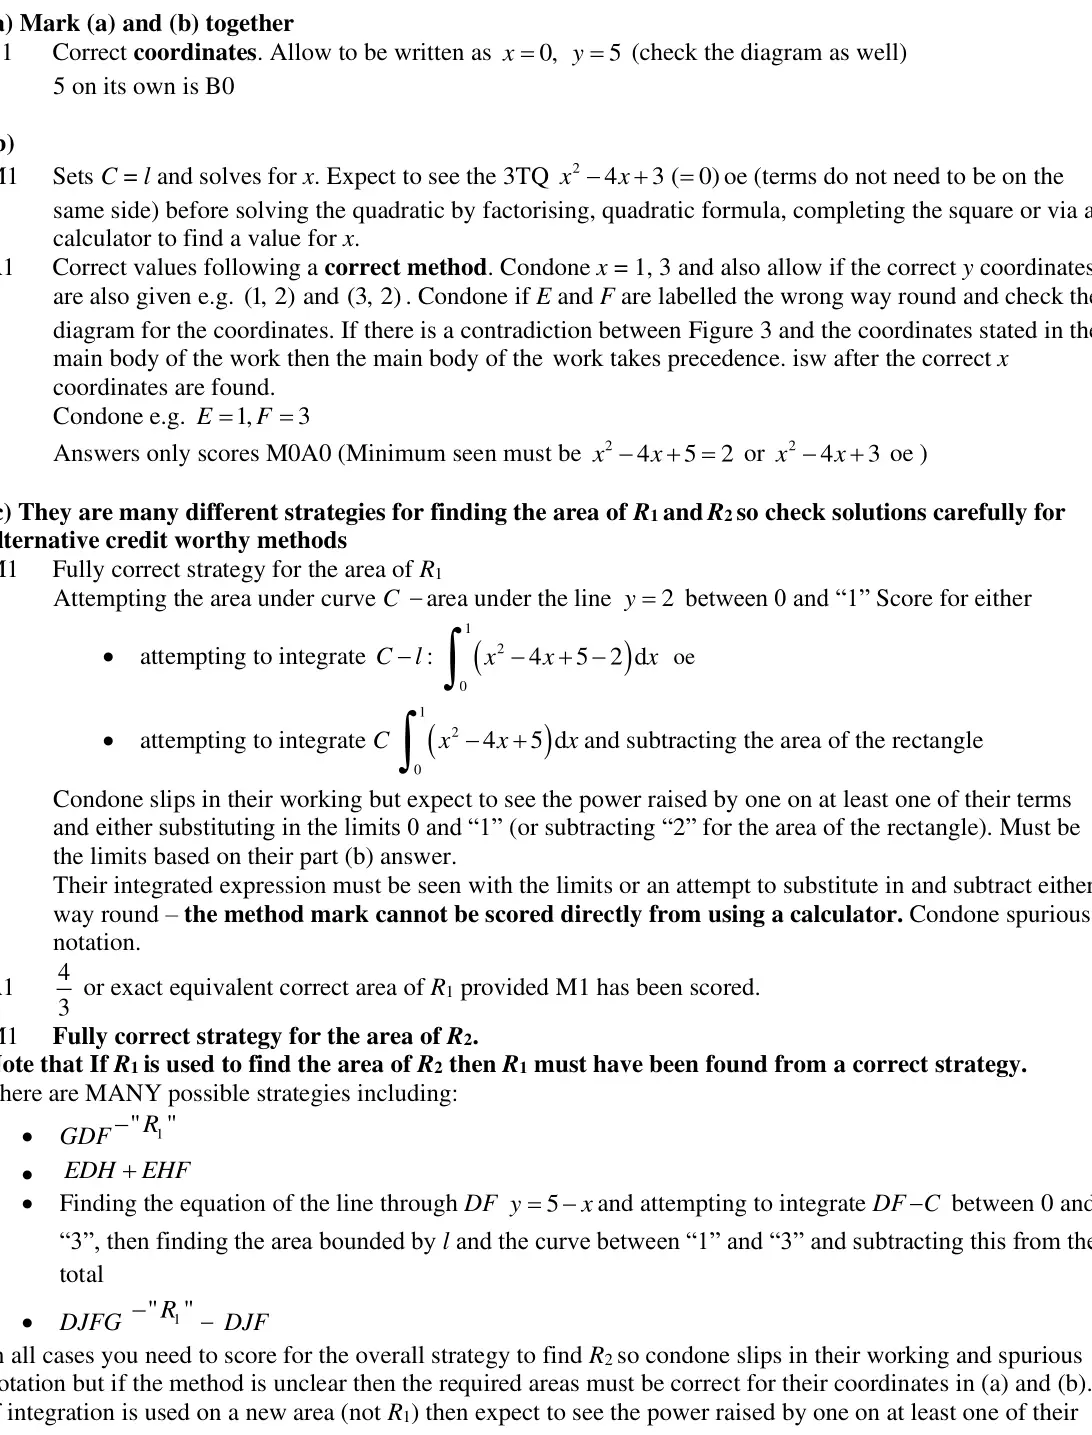 a) Mark (a) and (b) together
1 Correct coordinates. Allow to be written as x = 0, y = 5 (check the diagram as well)
5 on its own is B0
b)
M1 Sets C = l and solves for x. Expect to see the 3TQ x² − 4x + 3 (= 0) oe (terms do not need to be on the
same side) before solving the quadratic by factorising, quadratic formula, completing the square or via a
calculator to find a value for x.
A1 Correct values following a correct method. Condone x = 1, 3 and also allow if the correct y coordinates
are also given e.g. (1, 2) and (3, 2). Condone if E and F are labelled the wrong way round and check the
diagram for the coordinates. If there is a contradiction between Figure 3 and the coordinates stated in the
main body of the work then the main body of the work takes precedence. isw after the correct x
coordinates are found.
Condone e.g. E = 1, F = 3
Answers only scores M0A0 (Minimum seen must be x² − 4x + 5 = 2 or x² − 4x + 3 oe )
c) They are many different strategies for finding the area of R₁ and R₂ so check solutions carefully for
alternative credit worthy methods
M1 Fully correct strategy for the area of R₁
Attempting the area under curve C − area under the line y = 2 between 0 and “1” Score for either
• attempting to integrate C − l : ∫₀¹ (x² − 4x + 5 − 2) dx oe
• attempting to integrate C ∫₀¹ (x² − 4x + 5) dx and subtracting the area of the rectangle
Condone slips in their working but expect to see the power raised by one on at least one of their terms
and either substituting in the limits 0 and “1” (or subtracting “2” for the area of the rectangle). Must be
the limits based on their part (b) answer.
Their integrated expression must be seen with the limits or an attempt to substitute in and subtract either
way round – the method mark cannot be scored directly from using a calculator. Condone spurious
notation.
A1 4/3 or exact equivalent correct area of R₁ provided M1 has been scored.
M1 Fully correct strategy for the area of R₂.
Note that If R₁ is used to find the area of R₂ then R₁ must have been found from a correct strategy.
There are MANY possible strategies including:
• GDF − "R₁"
• EDH + EHF
• Finding the equation of the line through DF y = 5 − x and attempting to integrate DF − C between 0 and
“3”, then finding the area bounded by l and the curve between “1” and “3” and subtracting this from the
total
• DJFG − "R₁" − DJF
In all cases you need to score for the overall strategy to find R₂ so condone slips in their working and spurious
notation but if the method is unclear then the required areas must be correct for their coordinates in (a) and (b).
If integration is used on a new area (not R₁) then expect to see the power raised by one on at least one of their